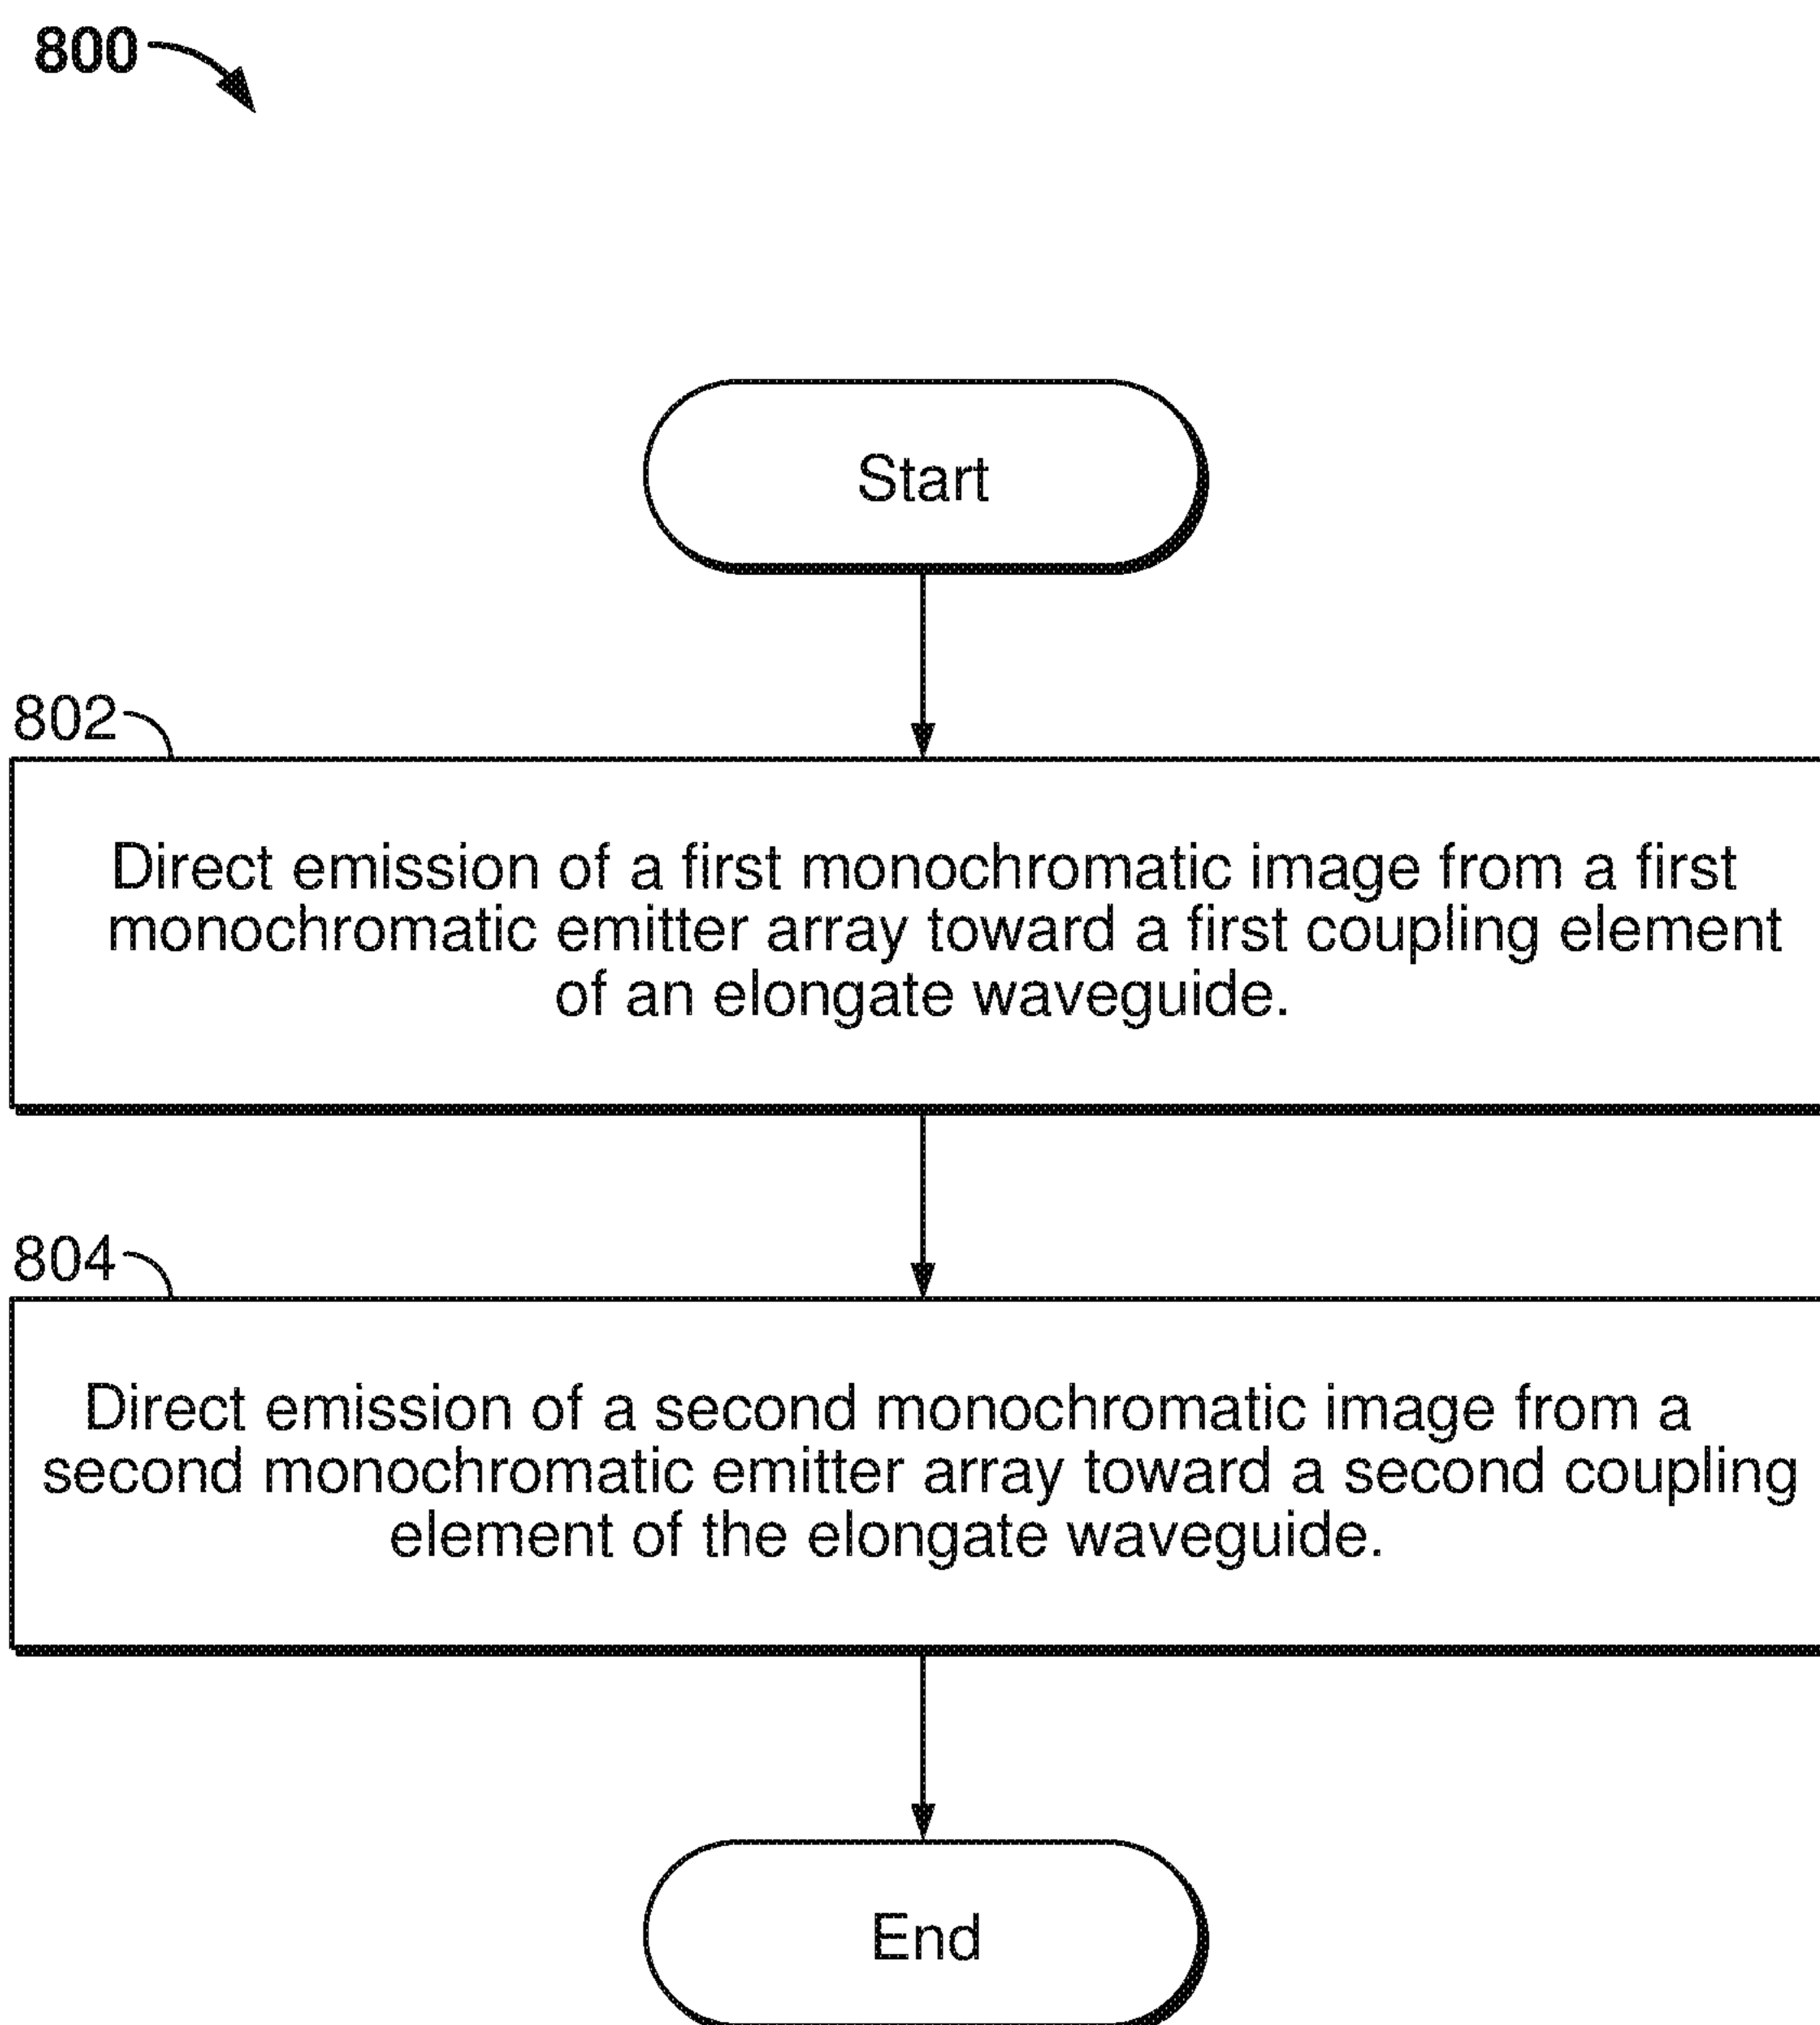 800
Start
802
Direct emission of a first monochromatic image from a first
monochromatic emitter array toward a first coupling element
of an elongate waveguide.
804
Direct emission of a second monochromatic image from a
second monochromatic emitter array toward a second coupling
element of the elongate waveguide.
End